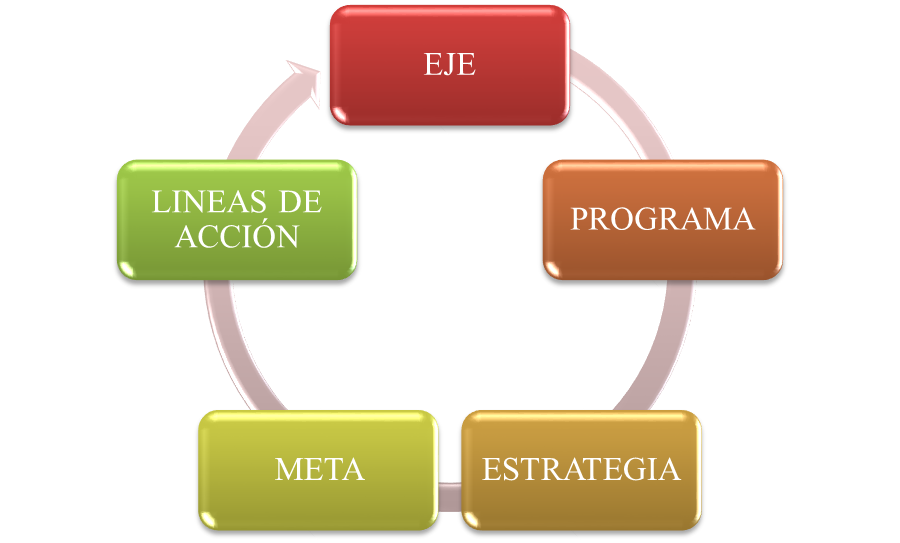 EJE
PROGRAMA
ESTRATEGIA
META
LINEAS DE
ACCIÓN